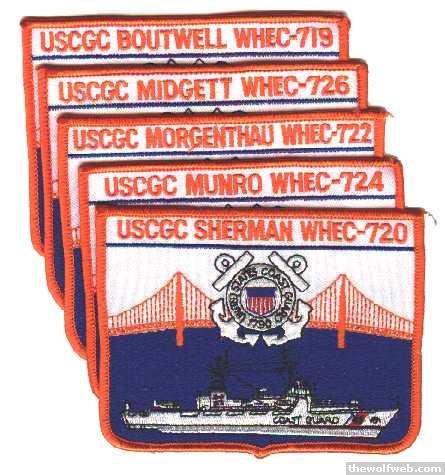 USCGC BOUTWELL WHEC-719
USCGC MIDGETT WHEC-726
USCGC MORGENTHAU WHEC-722
USCGC MUNRO WHEC-724
USCGC SHERMAN WHEC-720
UNITED STATES COAST GUARD
1790
COAST GUARD
thewolfweb.com